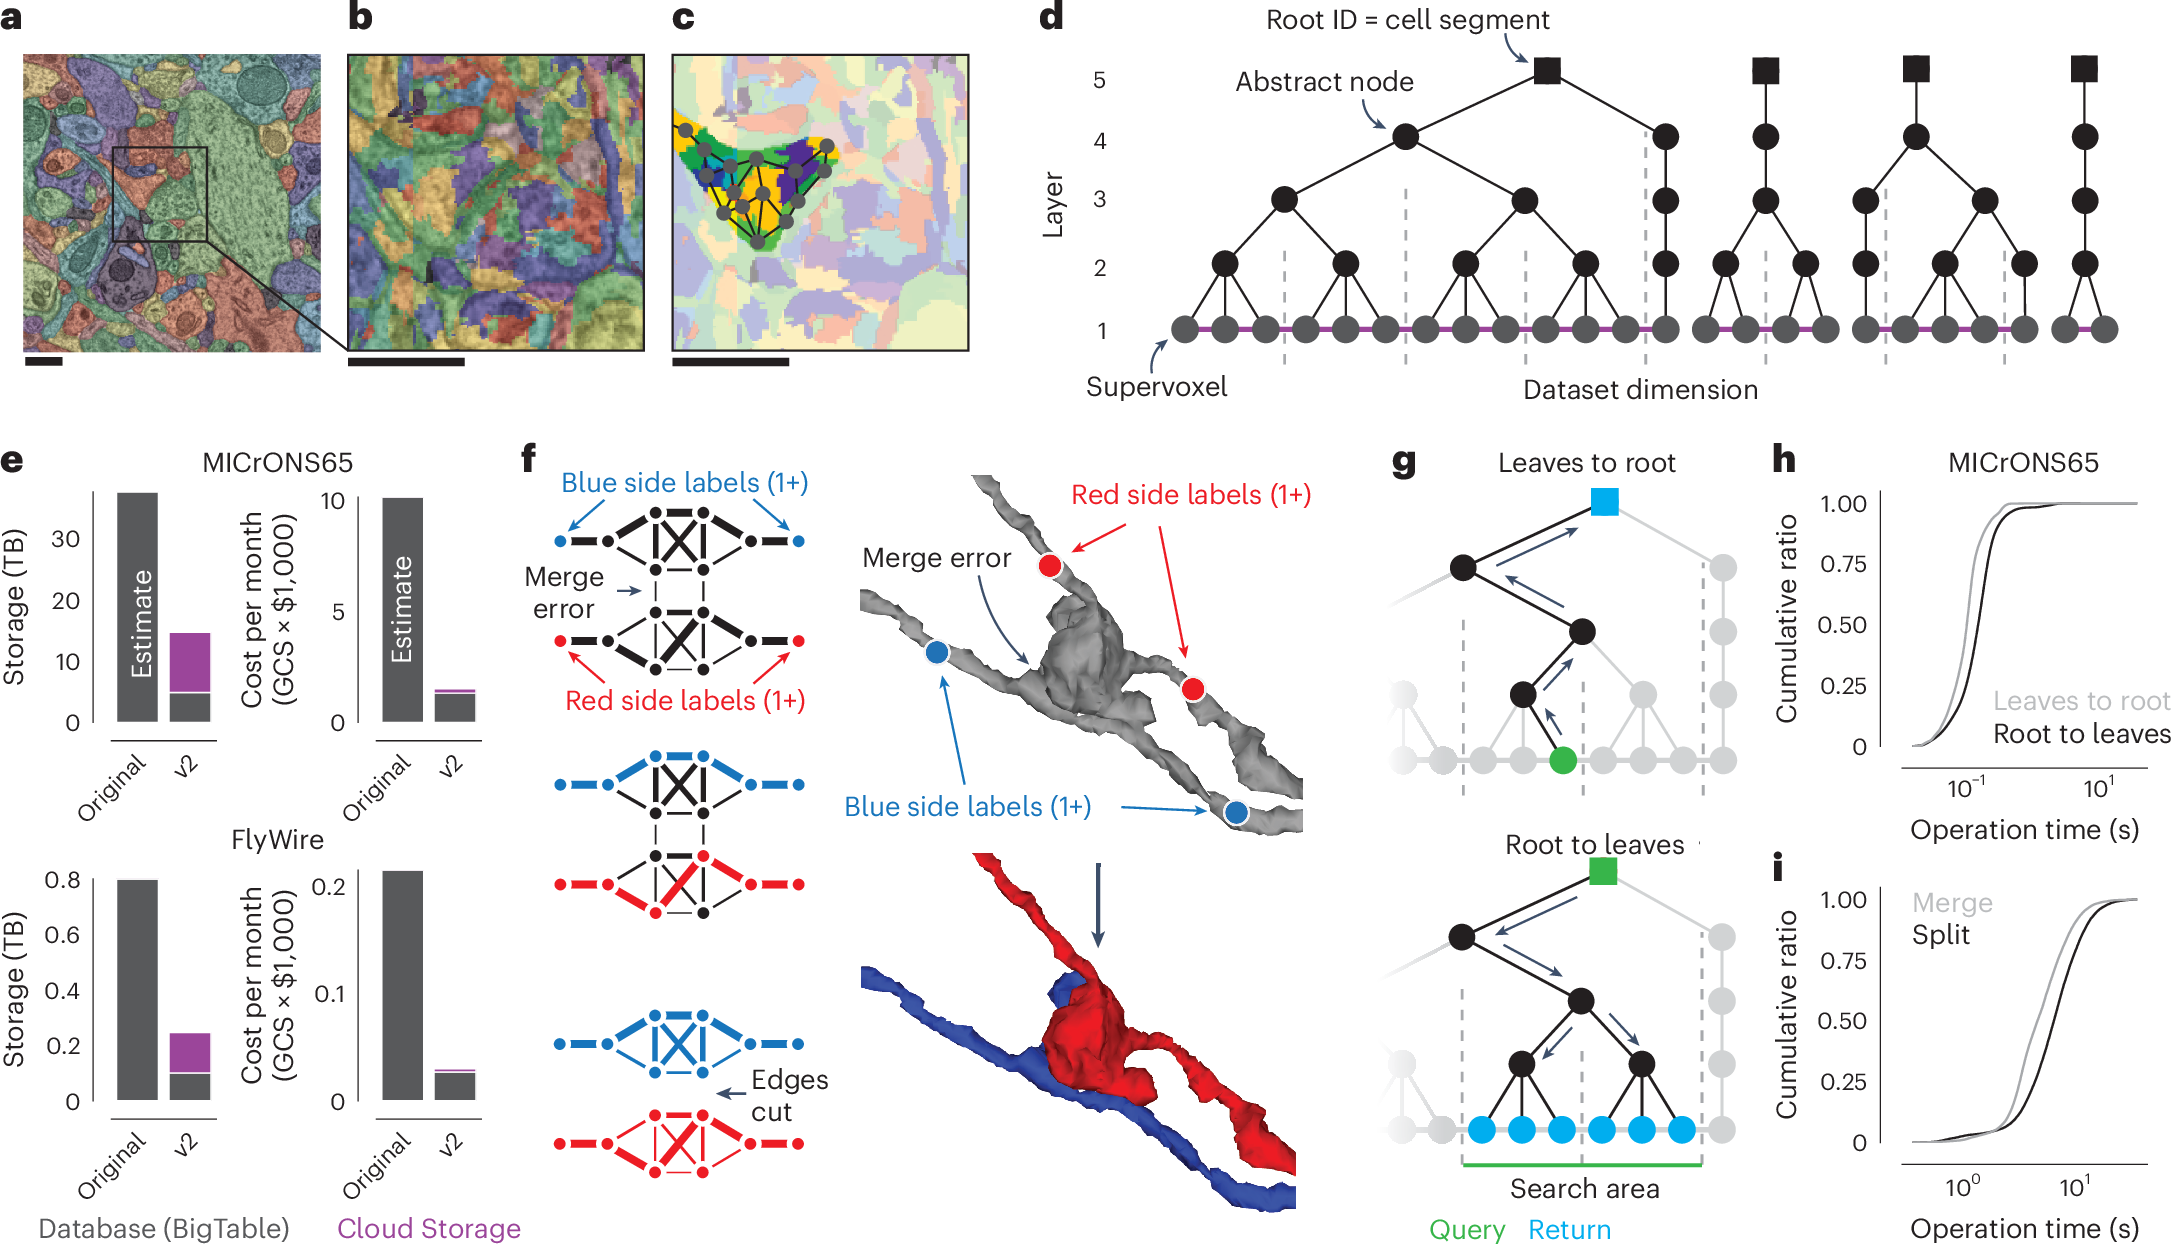 a
b
c
d
Root ID = cell segment
Abstract node
Layer
5
4
3
2
1
Supervoxel
Dataset dimension
e
MICrONS65
Storage (TB)
30
20
10
0
Estimate
Original
v2
Cost per month
(GCS × $1,000)
10
5
0
Estimate
Original
v2
FlyWire
Storage (TB)
0.8
0.6
0.4
0.2
0
Original
v2
Cost per month
(GCS × $1,000)
0.2
0.1
0
Original
v2
Database (BigTable)
Cloud Storage
f
Blue side labels (1+)
Merge
error
Red side labels (1+)
Edges
cut
Red side labels (1+)
Merge error
Blue side labels (1+)
g
Leaves to root
Root to leaves
Search area
Query
Return
h
MICrONS65
Cumulative ratio
1.00
0.75
0.50
0.25
0
Leaves to root
Root to leaves
10⁻¹
10¹
Operation time (s)
i
Cumulative ratio
1.00
0.75
0.50
0.25
0
Merge
Split
10⁰
10¹
Operation time (s)